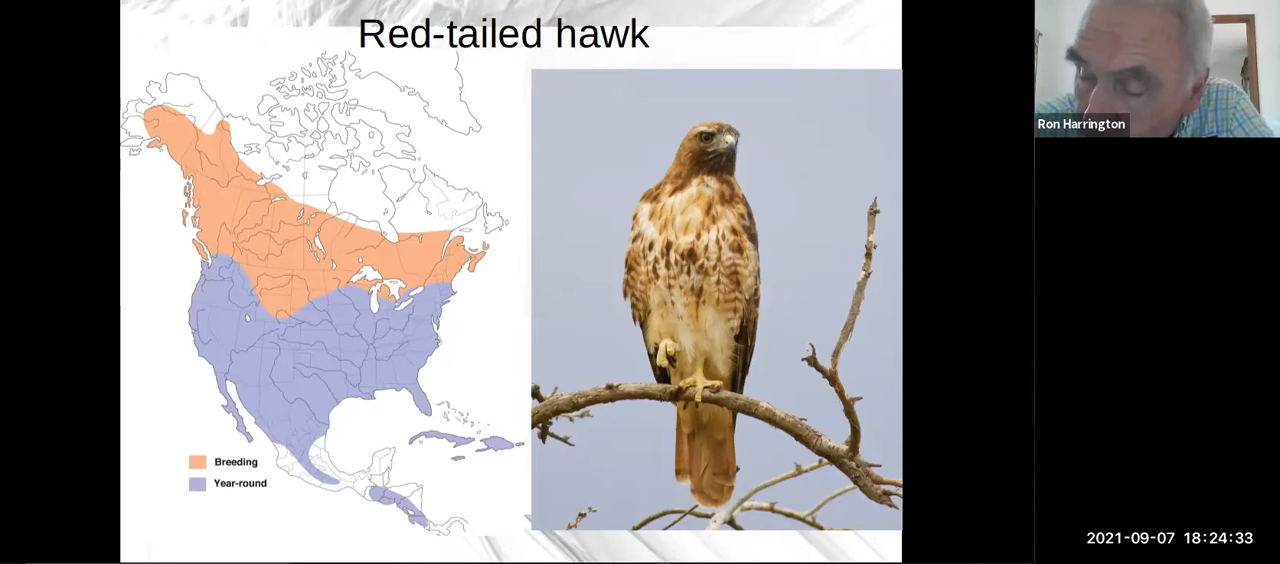 Red-tailed hawk
Ron Harrington
Breeding
Year-round
2021-09-07 18:24:33